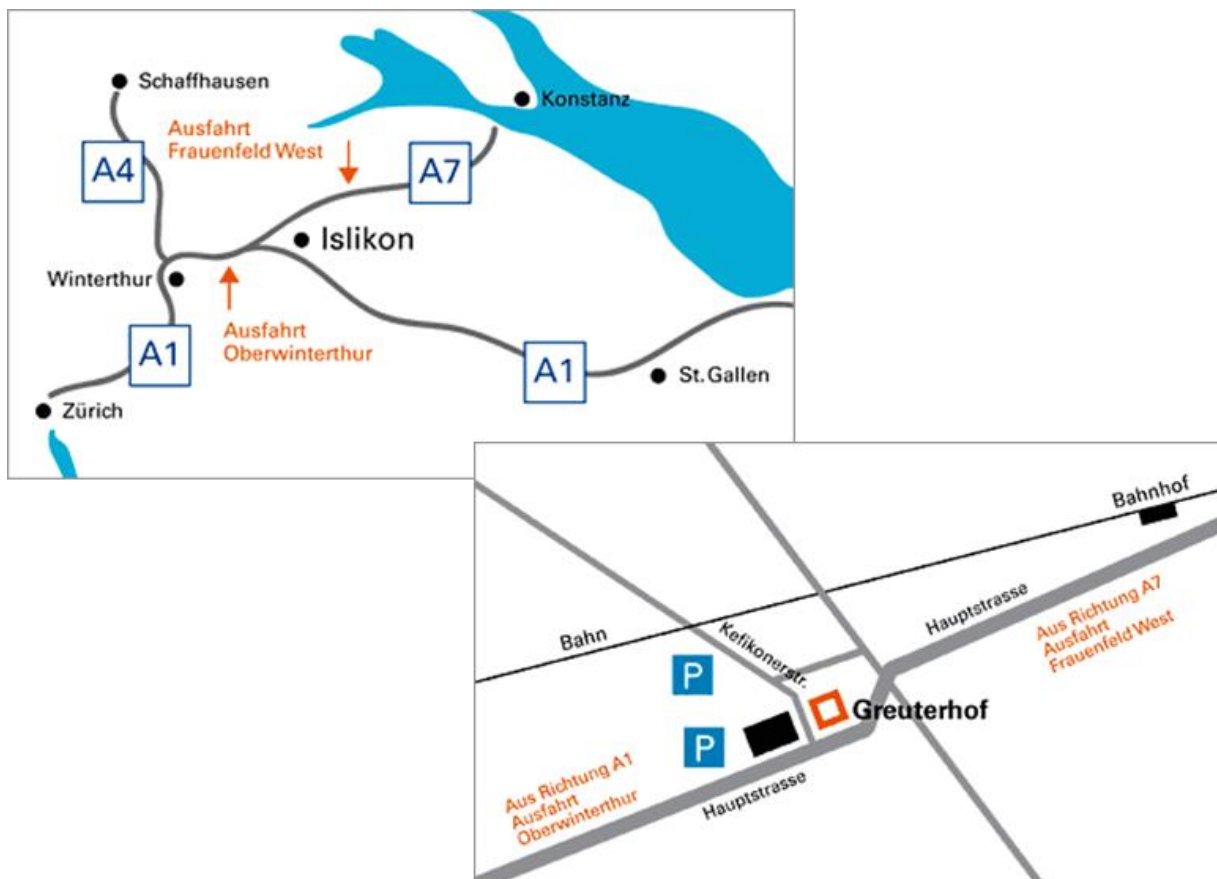 Schaffhausen
Konstanz
Ausfahrt
Frauenfeld West
A4
A7
Islikon
Winterthur
Ausfahrt
Oberwinterthur
A1
A1
St. Gallen
Zürich
Bahnhof
Hauptstrasse
Aus Richtung A7
Ausfahrt
Frauenfeld West
Bahn
Kefikonerstr.
P
Greuterhof
P
Aus Richtung A1
Ausfahrt
Oberwinterthur
Hauptstrasse